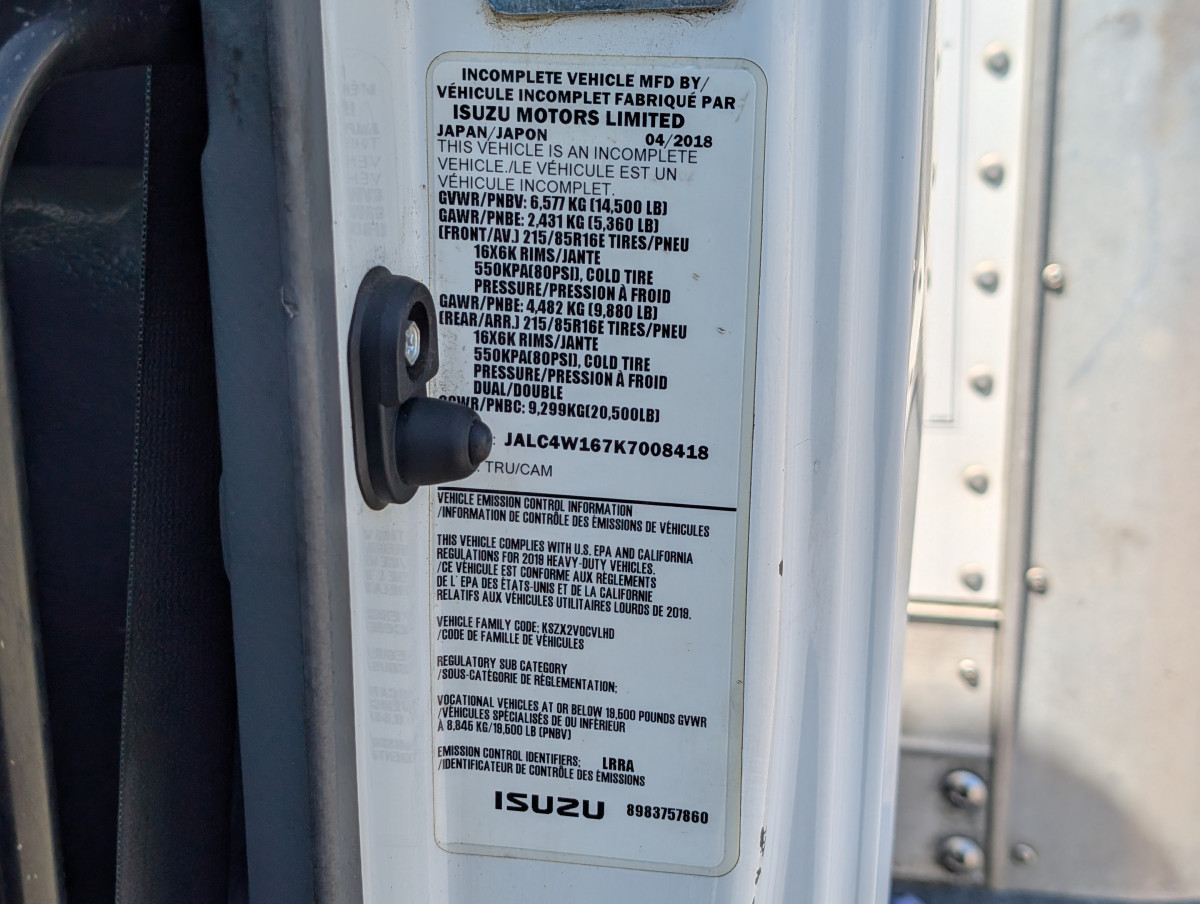 INCOMPLETE VEHICLE MFD BY/
VÉHICULE INCOMPLET FABRIQUÉ PAR
ISUZU MOTORS LIMITED
JAPAN/JAPON 04/2018
THIS VEHICLE IS AN INCOMPLETE
VEHICLE./LE VÉHICULE EST UN
VÉHICULE INCOMPLET.
GVWR/PNBV: 6,577 KG (14,500 LB)
GAWR/PNBE: 2,431 KG (5,360 LB)
(FRONT/AV.) 215/85R16E TIRES/PNEU
16X6K RIMS/JANTE
550KPA(80PSI), COLD TIRE
PRESSURE/PRESSION À FROID
GAWR/PNBE: 4,482 KG (9,880 LB)
(REAR/ARR.) 215/85R16E TIRES/PNEU
16X6K RIMS/JANTE
550KPA(80PSI), COLD TIRE
PRESSURE/PRESSION À FROID
DUAL/DOUBLE
GCWR/PNBC: 9,299KG(20,500LB)
: JALC4W167K7008418
: TRU/CAM
VEHICLE EMISSION CONTROL INFORMATION
/INFORMATION DE CONTRÔLE DES ÉMISSIONS DE VÉHICULES
THIS VEHICLE COMPLIES WITH U.S. EPA AND CALIFORNIA
REGULATIONS FOR 2019 HEAVY-DUTY VEHICLES.
/CE VÉHICULE EST CONFORME AUX RÈGLEMENTS
DE L' EPA DES ÉTATS-UNIS ET DE LA CALIFORNIE
RELATIFS AUX VÉHICULES UTILITAIRES LOURDS DE 2019.
VEHICLE FAMILY CODE: KSZX2VOCVLHD
/CODE DE FAMILLE DE VÉHICULES
REGULATORY SUB CATEGORY
/SOUS-CATÉGORIE DE RÈGLEMENTATION:
VOCATIONAL VEHICLES AT OR BELOW 19,500 POUNDS GVWR
/VÉHICULES SPÉCIALISÉS DE OU INFÉRIEUR
À 8,845 KG/19,500 LB (PNBV)
EMISSION CONTROL IDENTIFIERS: LRRA
/IDENTIFICATEUR DE CONTRÔLE DES ÉMISSIONS
ISUZU 8983757860